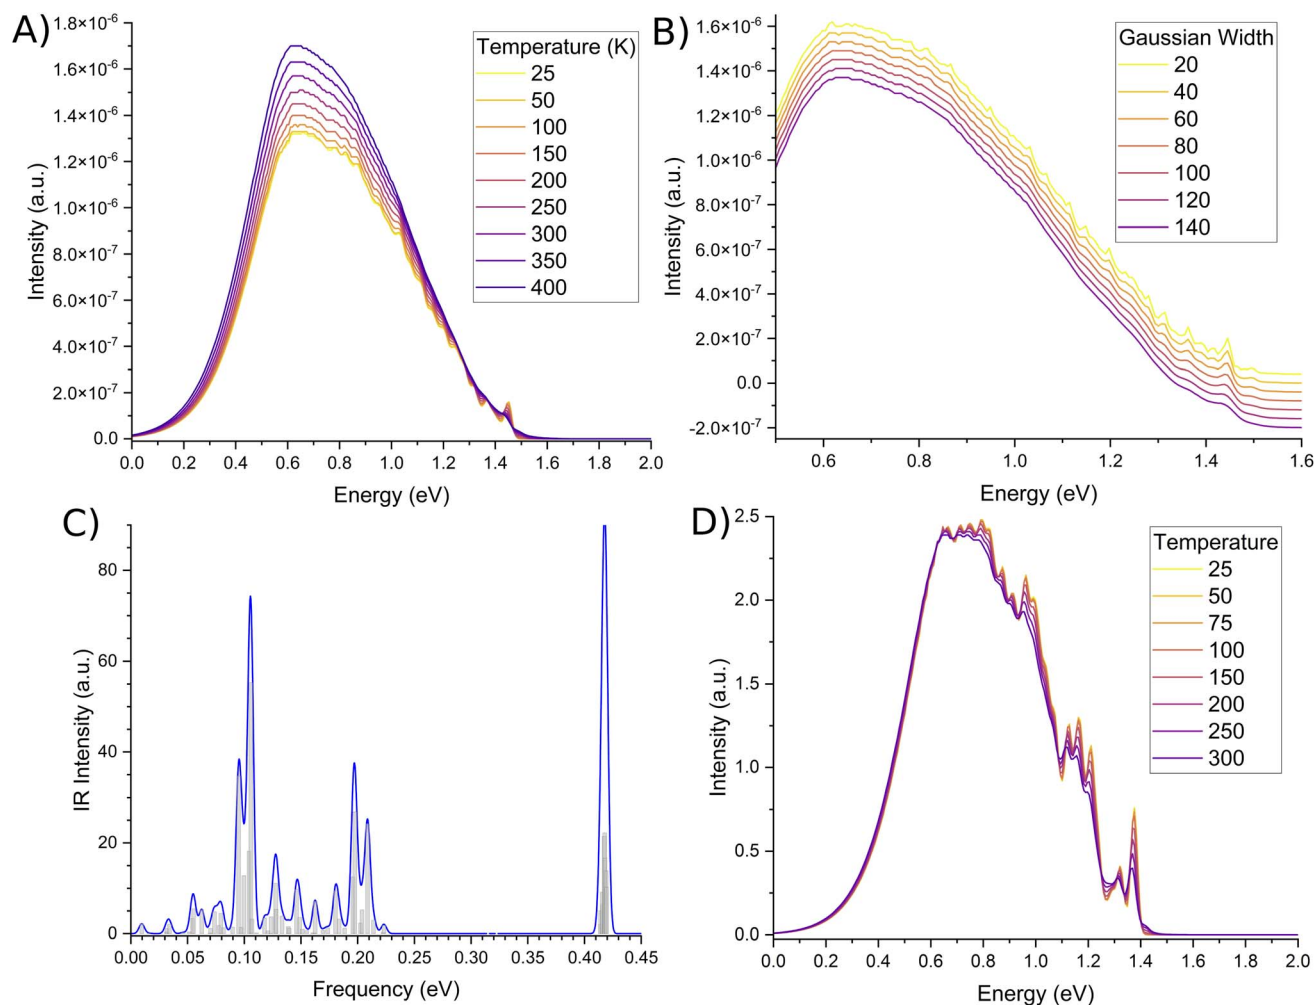 A)
1.8×10⁻⁶
1.6×10⁻⁶
1.4×10⁻⁶
1.2×10⁻⁶
1.0×10⁻⁶
8.0×10⁻⁷
6.0×10⁻⁷
4.0×10⁻⁷
2.0×10⁻⁷
0.0
Intensity (a.u.)
0.0 0.2 0.4 0.6 0.8 1.0 1.2 1.4 1.6 1.8 2.0
Energy (eV)
Temperature (K)
25
50
100
150
200
250
300
350
400
B)
1.6×10⁻⁶
1.4×10⁻⁶
1.2×10⁻⁶
1.0×10⁻⁶
8.0×10⁻⁷
6.0×10⁻⁷
4.0×10⁻⁷
2.0×10⁻⁷
0.0
-2.0×10⁻⁷
Intensity (a.u.)
0.6 0.8 1.0 1.2 1.4 1.6
Energy (eV)
Gaussian Width
20
40
60
80
100
120
140
C)
80
60
40
20
0
IR Intensity (a.u.)
0.00 0.05 0.10 0.15 0.20 0.25 0.30 0.35 0.40 0.45
Frequency (eV)
D)
2.5
2.0
1.5
1.0
0.5
0.0
Intensity (a.u.)
0.0 0.2 0.4 0.6 0.8 1.0 1.2 1.4 1.6 1.8 2.0
Energy (eV)
Temperature
25
50
75
100
150
200
250
300